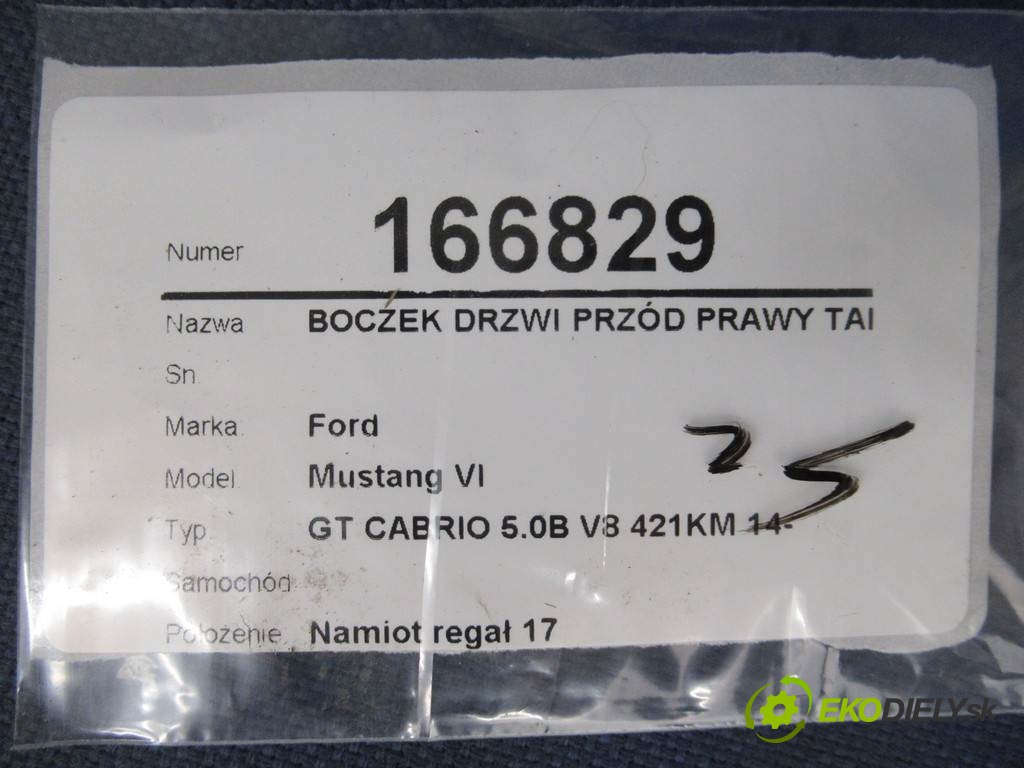 Numer 166829
Nazwa BOCZEK DRZWI PRZÓD PRAWY TAI
Sn
Marka Ford
Model Mustang VI
25
Typ GT CABRIO 5.0B V8 421KM 14-
Samochód
Położenie Namiot regał 17
EKODIELY.sk